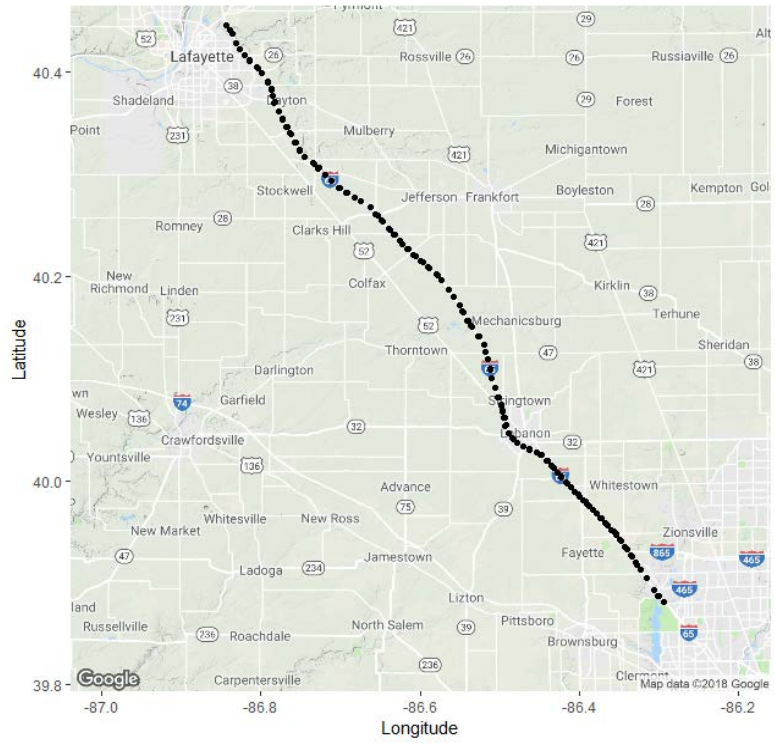 421
29
52
Rossville 26
Russiaville 26
26
26
40.4
Lafayette
38
Shadeland
Dayton
29
Forest
Point
231
Mulberry
421
Michigantown
Stockwell
Jefferson
Frankfort
Boyleston
Kempton
28
28
Romney
Clarks Hill
52
421
40.2
New
Richmond
Linden
Colfax
Kirklin
38
231
52
Mechanicsburg
Terhune
Sheridan
38
Thorntown
47
421
Darlington
74
Garfield
Wesley
136
32
Lebanon
32
Crawfordsville
Yountsville
136
40.0
Advance
Whitestown
75
39
Whitesville
New Ross
New Market
Zionsville
865
465
47
Fayette
Ladoga
234
Jamestown
465
Lizton
Russellville
236
Roachdale
North Salem
39
Pittsboro
65
Brownsburg
236
Clermont
Carpentersville
Google
Map data ©2018 Google
39.8
-87.0
-86.8
-86.6
-86.4
-86.2
Longitude
Latitude